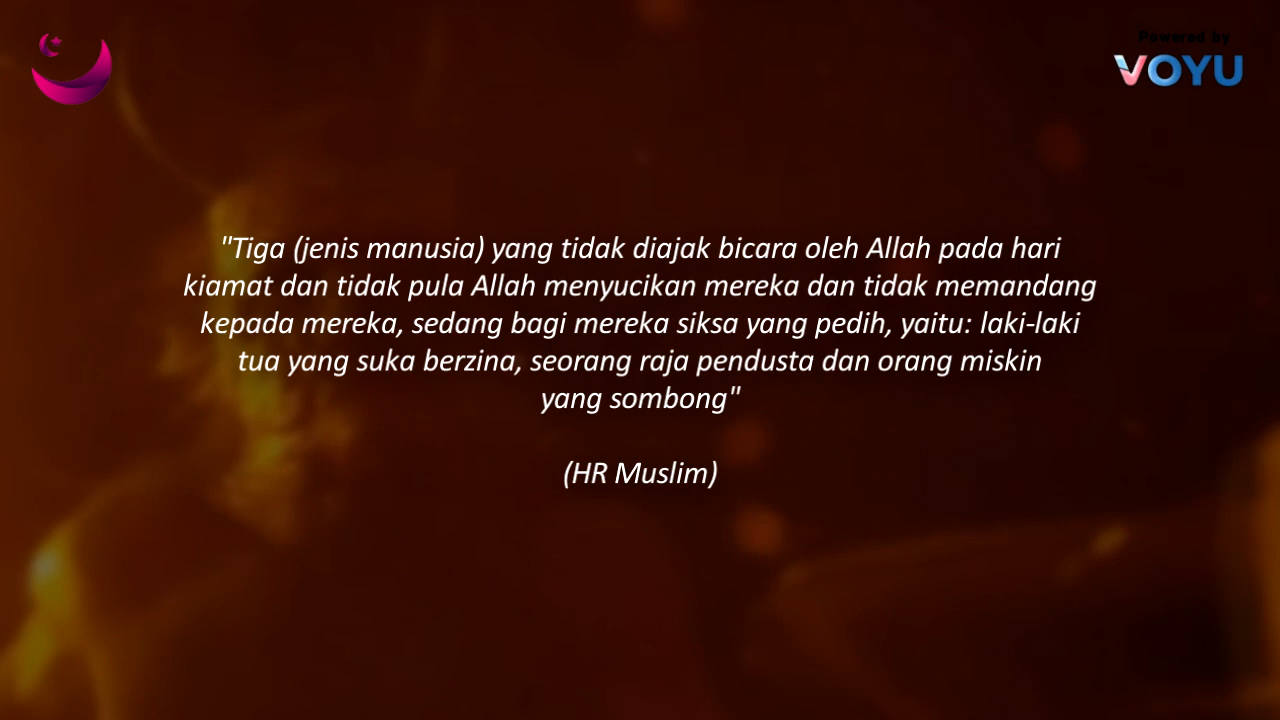 Powered by
VOYU
"Tiga (jenis manusia) yang tidak diajak bicara oleh Allah pada hari
kiamat dan tidak pula Allah menyucikan mereka dan tidak memandang
kepada mereka, sedang bagi mereka siksa yang pedih, yaitu: laki-laki
tua yang suka berzina, seorang raja pendusta dan orang miskin
yang sombong"
(HR Muslim)